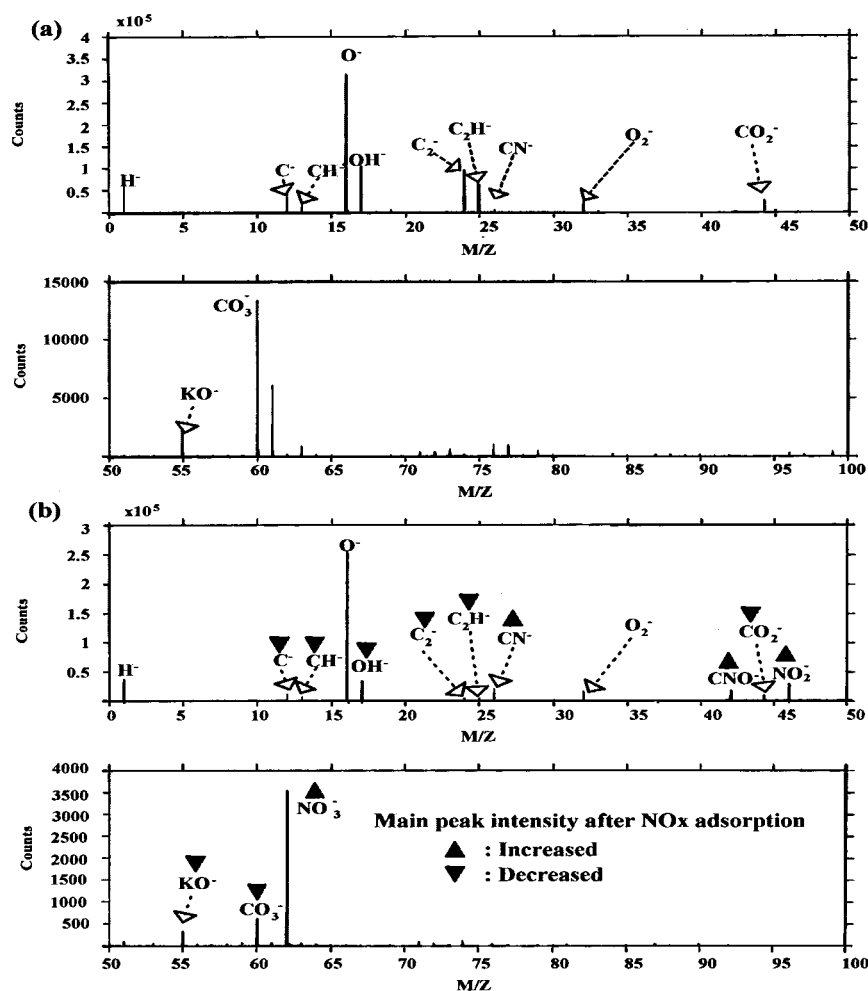 (a)
x10⁵
Counts
4
3.5
3
2.5
2
1.5
1
0.5
H⁻
C⁻
CH⁻
O⁻
OH⁻
C₂⁻
C₂H⁻
CN⁻
O₂⁻
CO₂⁻
0 5 10 15 20 25 30 35 40 45 50
M/Z
Counts
15000
10000
5000
KO⁻
CO₃⁻
50 55 60 65 70 75 80 85 90 95 100
M/Z
(b)
x10⁵
Counts
3
2.5
2
1.5
1
0.5
H⁻
C⁻
CH⁻
O⁻
OH⁻
C₂⁻
C₂H⁻
CN⁻
O₂⁻
CNO⁻
CO₂⁻
NO₂⁻
0 5 10 15 20 25 30 35 40 45 50
M/Z
Counts
4000
3500
3000
2500
2000
1500
1000
500
KO⁻
CO₃⁻
NO₃⁻
Main peak intensity after NOx adsorption
▲ : Increased
▼ : Decreased
50 55 60 65 70 75 80 85 90 95 100
M/Z